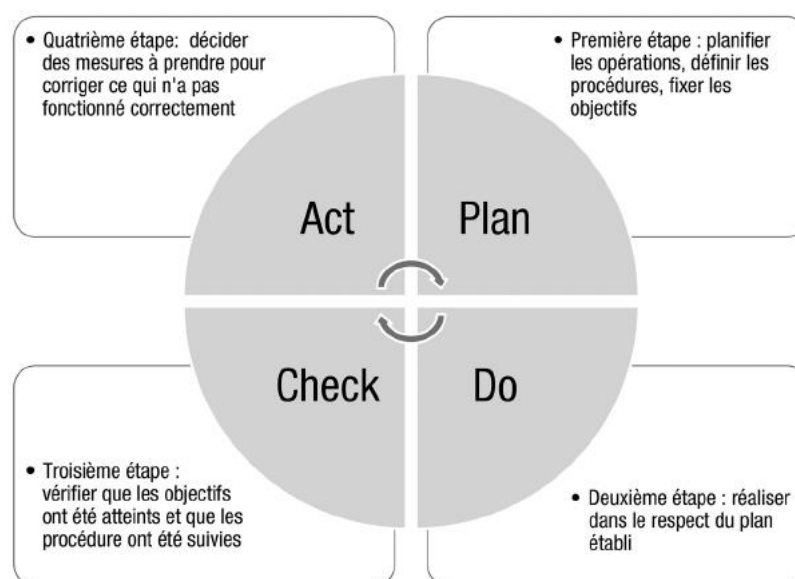 • Quatrième étape:  décider
des mesures à prendre pour
corriger ce qui n'a pas
fonctionné correctement
• Première étape : planifier
les opérations, définir les
procédures, fixer les
objectifs
Act
Plan
Check
Do
• Troisième étape :
vérifier que les objectifs
ont été atteints et que les
procédure ont été suivies
• Deuxième étape : réaliser
dans le respect du plan
établi